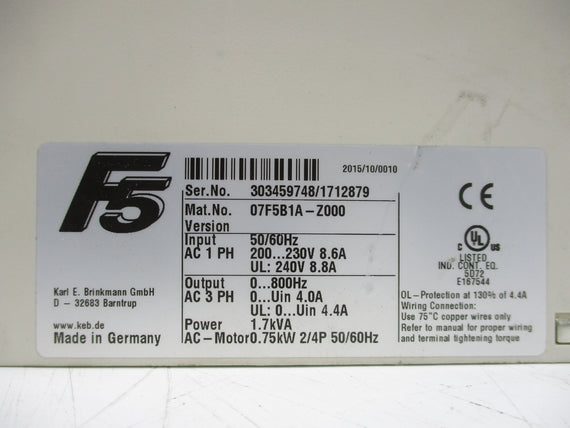 F5
2015/10/0010
Ser.No. 303459748/1712879
Mat.No. 07F5B1A-Z000
Version
Input 50/60Hz
AC 1 PH 200...230V 8.6A
UL: 240V 8.8A
Output 0...800Hz
AC 3 PH 0...Uin 4.0A
UL: 0...Uin 4.4A
Power 1.7kVA
AC-Motor 0.75kW 2/4P 50/60Hz
Karl E. Brinkmann GmbH
D - 32683 Barntrup
www.keb.de
Made in Germany
CE
C UL US
LISTED
IND. CONT. EQ.
5D72
E167544
OL-Protection at 130% of 4.4A
Wiring Connection:
Use 75°C copper wires only
Refer to manual for proper wiring
and terminal tightening torque